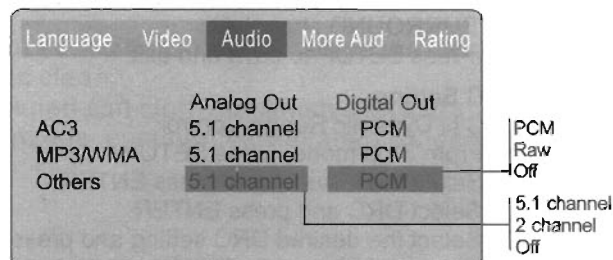 Language Video Audio More Aud Rating
Analog Out Digital Out
AC3 5.1 channel PCM
MP3/WMA 5.1 channel PCM
Others 5.1 channel PCM
PCM
Raw
Off
5.1 channel
2 channel
Off